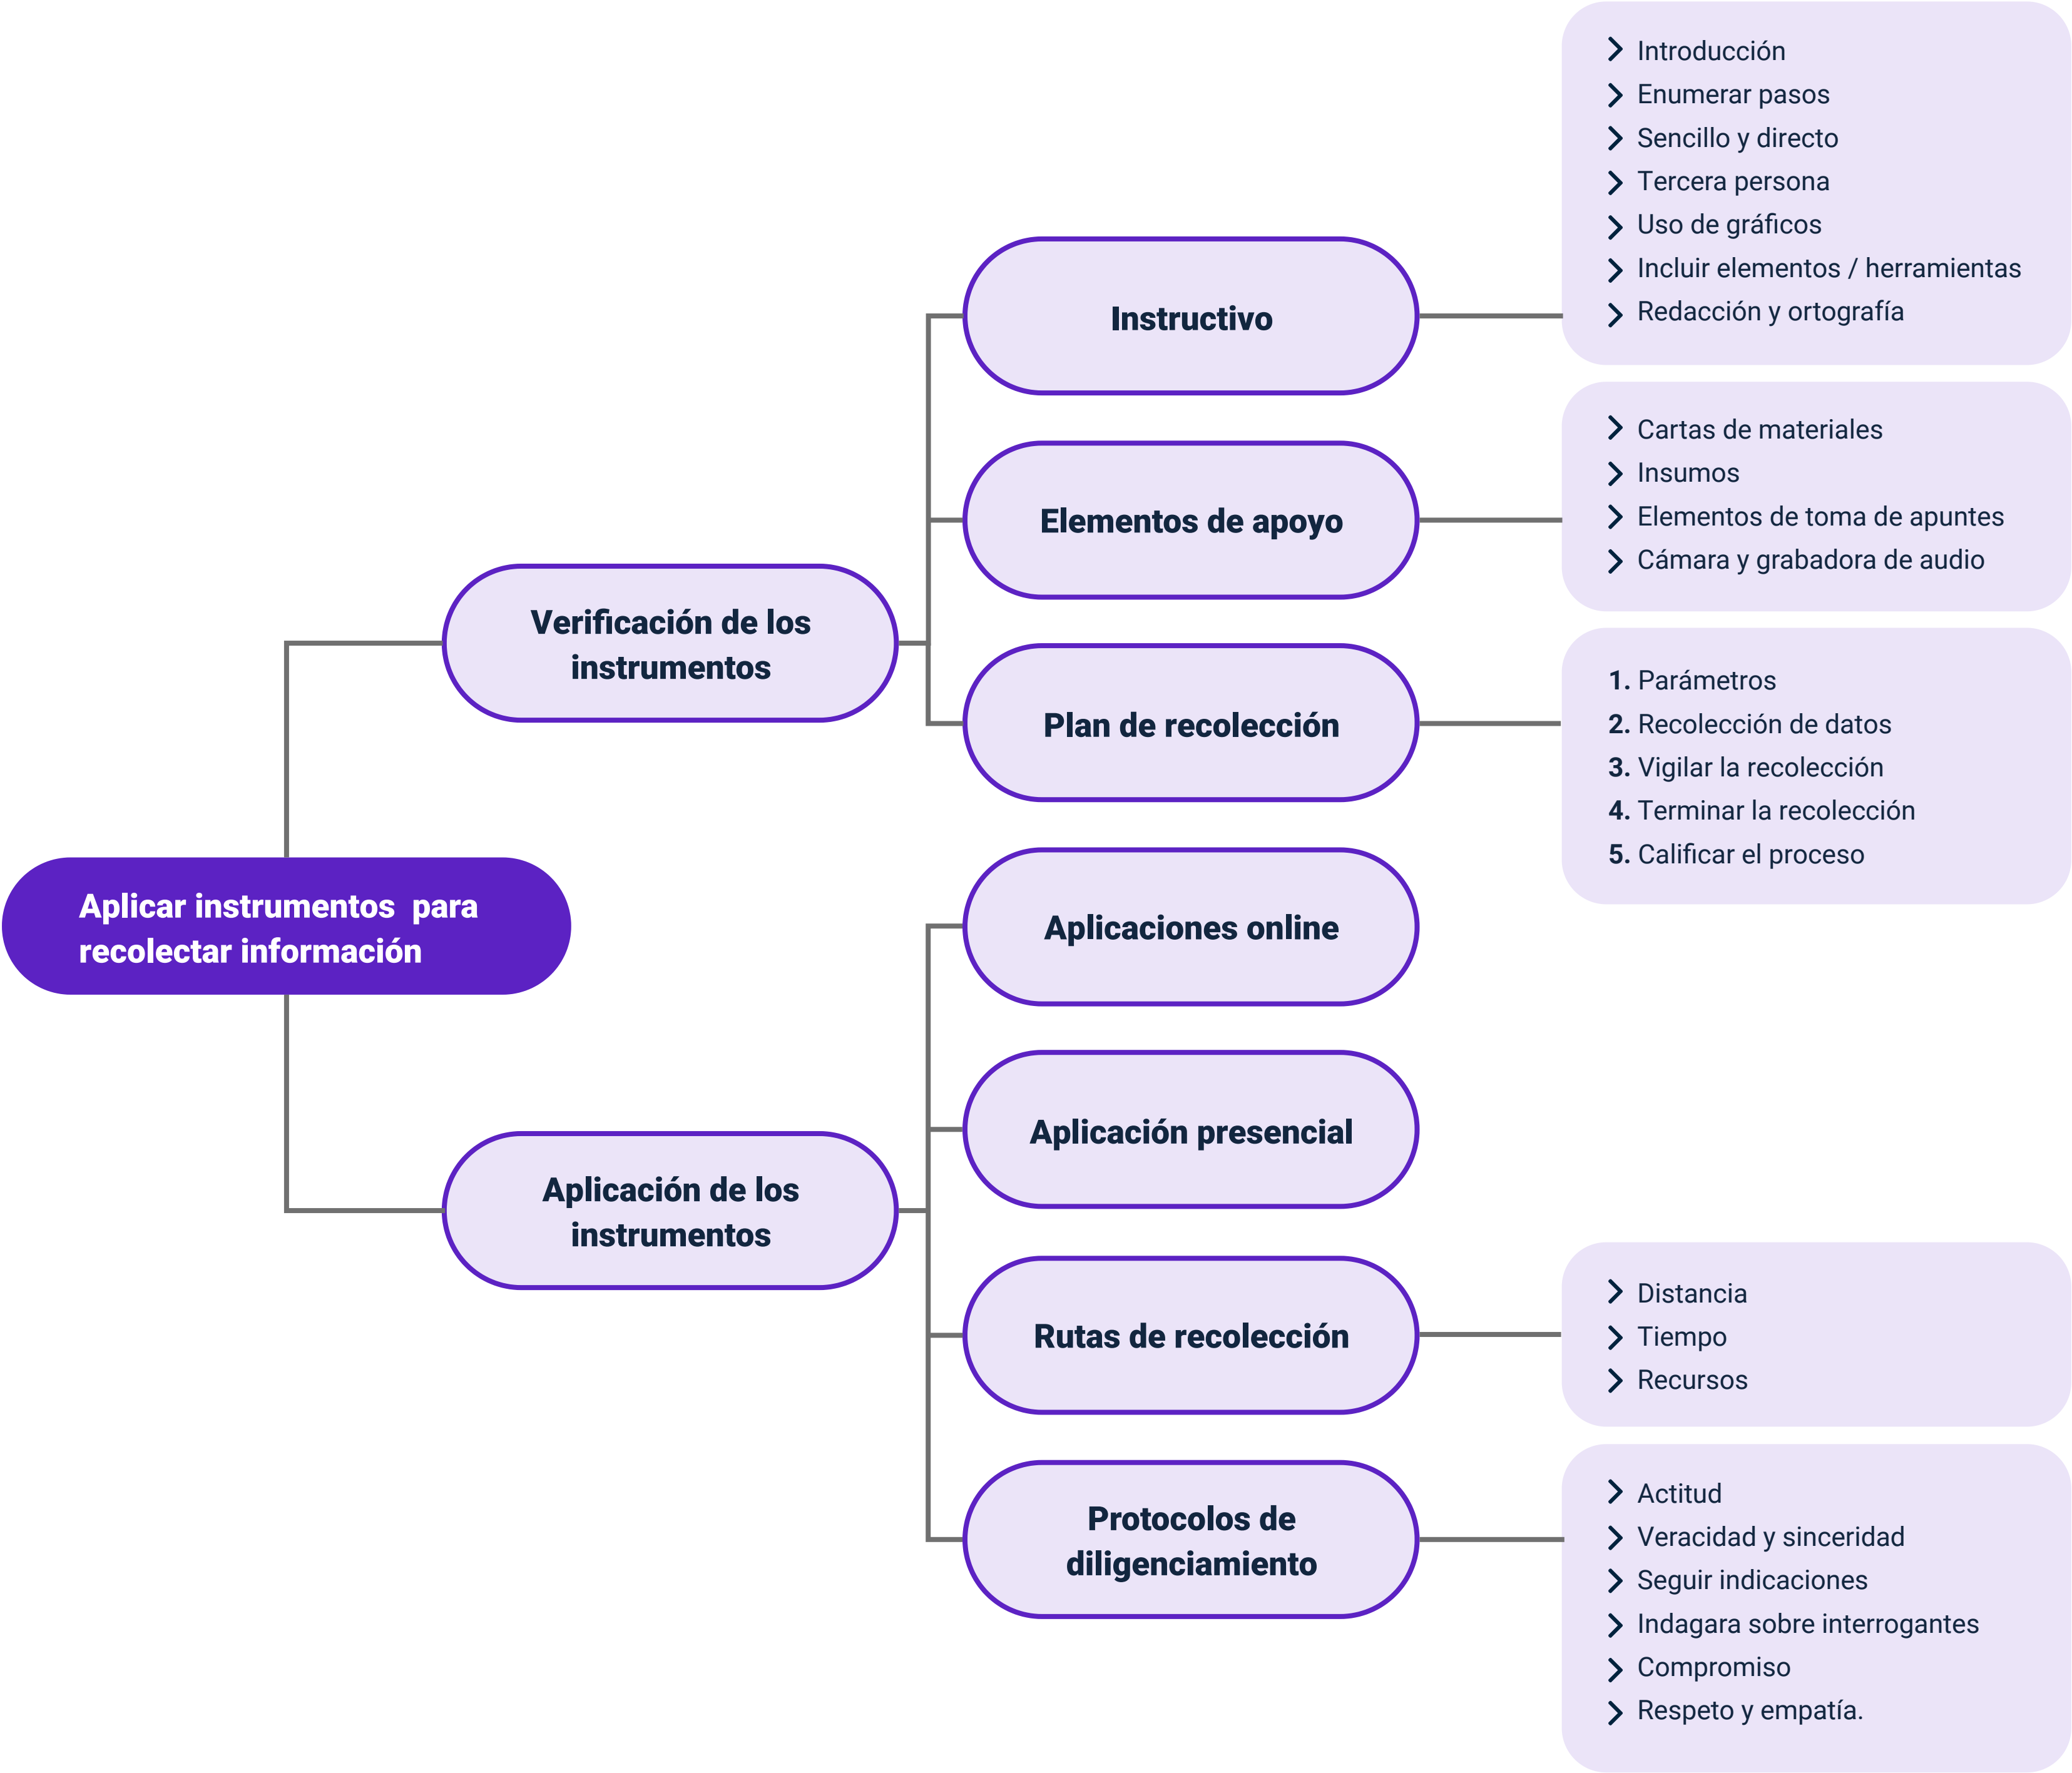 Aplicar instrumentos  para
recolectar información
Verificación de los
instrumentos
Instructivo
Introducción
Enumerar pasos
Sencillo y directo
Tercera persona
Uso de gráficos
Incluir elementos / herramientas
Redacción y ortografía
Elementos de apoyo
Cartas de materiales
Insumos
Elementos de toma de apuntes
Cámara y grabadora de audio
Plan de recolección
1. Parámetros
2. Recolección de datos
3. Vigilar la recolección
4. Terminar la recolección
5. Calificar el proceso
Aplicación de los
instrumentos
Aplicaciones online
Aplicación presencial
Rutas de recolección
Distancia
Tiempo
Recursos
Protocolos de
diligenciamiento
Actitud
Veracidad y sinceridad
Seguir indicaciones
Indagara sobre interrogantes
Compromiso
Respeto y empatía.